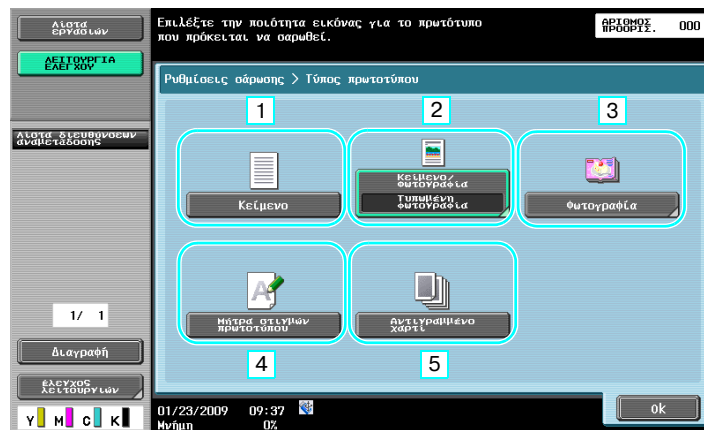 Λίστα
εργασιών
ΛΕΙΤΟΥΡΓΙΑ
ΕΛΕΓΧΟΥ
Επιλέξτε την ποιότητα εικόνας για το πρωτότυπο
που πρόκειται να σαρωθεί.
ΑΡΙΘΜΟΣ
ΠΡΟΟΡΙΣ.
000
Ρυθμίσεις σάρωσης > Τύπος πρωτοτύπου
Λίστα διευθύνσεων
αναμετάδοσης
1
2
3
Κείμενο
Κείμενο/
Φωτογραφία
Τυπωμένη
φωτογραφία
Φωτογραφία
Μήτρα στιγμών
πρωτοτύπου
Αντιγραμμένο
χαρτί
4
5
1/ 1
Διαγραφή
έλεγχος
λειτουργιών
Y M C K
01/23/2009 09:37
Μνήμη 0%
ok